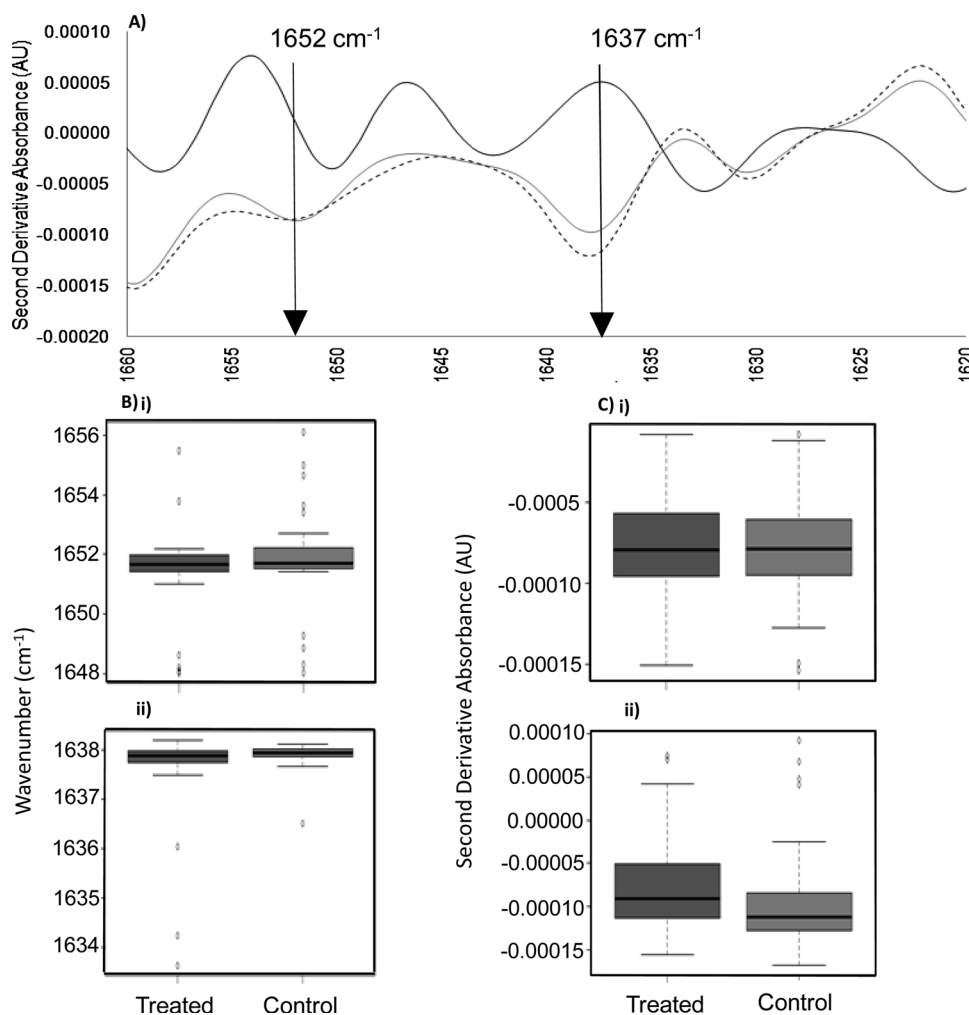 A)
1652 cm-1
1637 cm-1
Second Derivative Absorbance (AU)
0.00010
0.00005
0.00000
-0.00005
-0.00010
-0.00015
-0.00020
1660
1655
1650
1645
1640
1635
1630
1625
1620
B) i)
1656
1654
1652
1650
1648
ii)
1638
1637
1636
1635
1634
Wavenumber (cm-1)
Treated
Control
C) i)
-0.0005
-0.00010
-0.00015
ii)
0.00010
0.00005
0.00000
-0.00005
-0.00010
-0.00015
Second Derivative Absorbance (AU)
Treated
Control